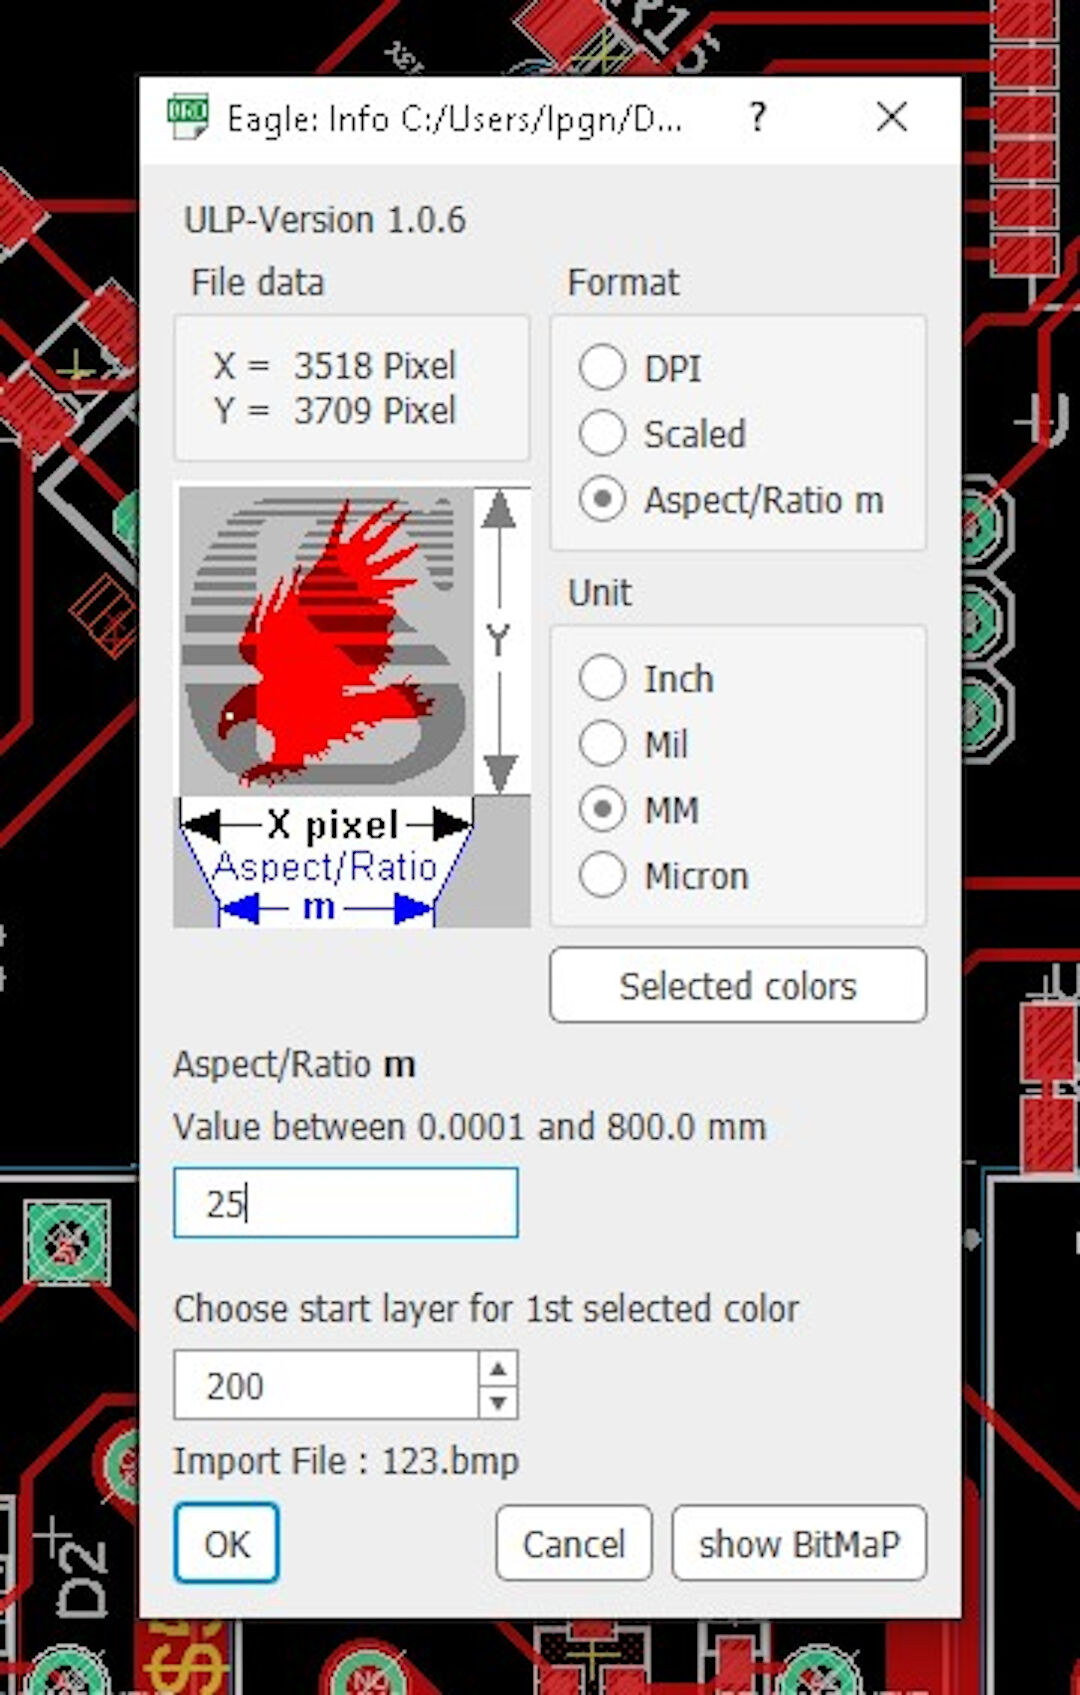 R15
Eagle: Info C:/Users/lpgn/D...
?
ULP-Version 1.0.6
File data
X = 3518 Pixel
Y = 3709 Pixel
Format
DPI
Scaled
Aspect/Ratio m
Y
X pixel
Aspect/Ratio
m
Unit
Inch
Mil
MM
Micron
Selected colors
Aspect/Ratio m
Value between 0.0001 and 800.0 mm
25
Choose start layer for 1st selected color
200
Import File : 123.bmp
OK
Cancel
show BitMaP
D2